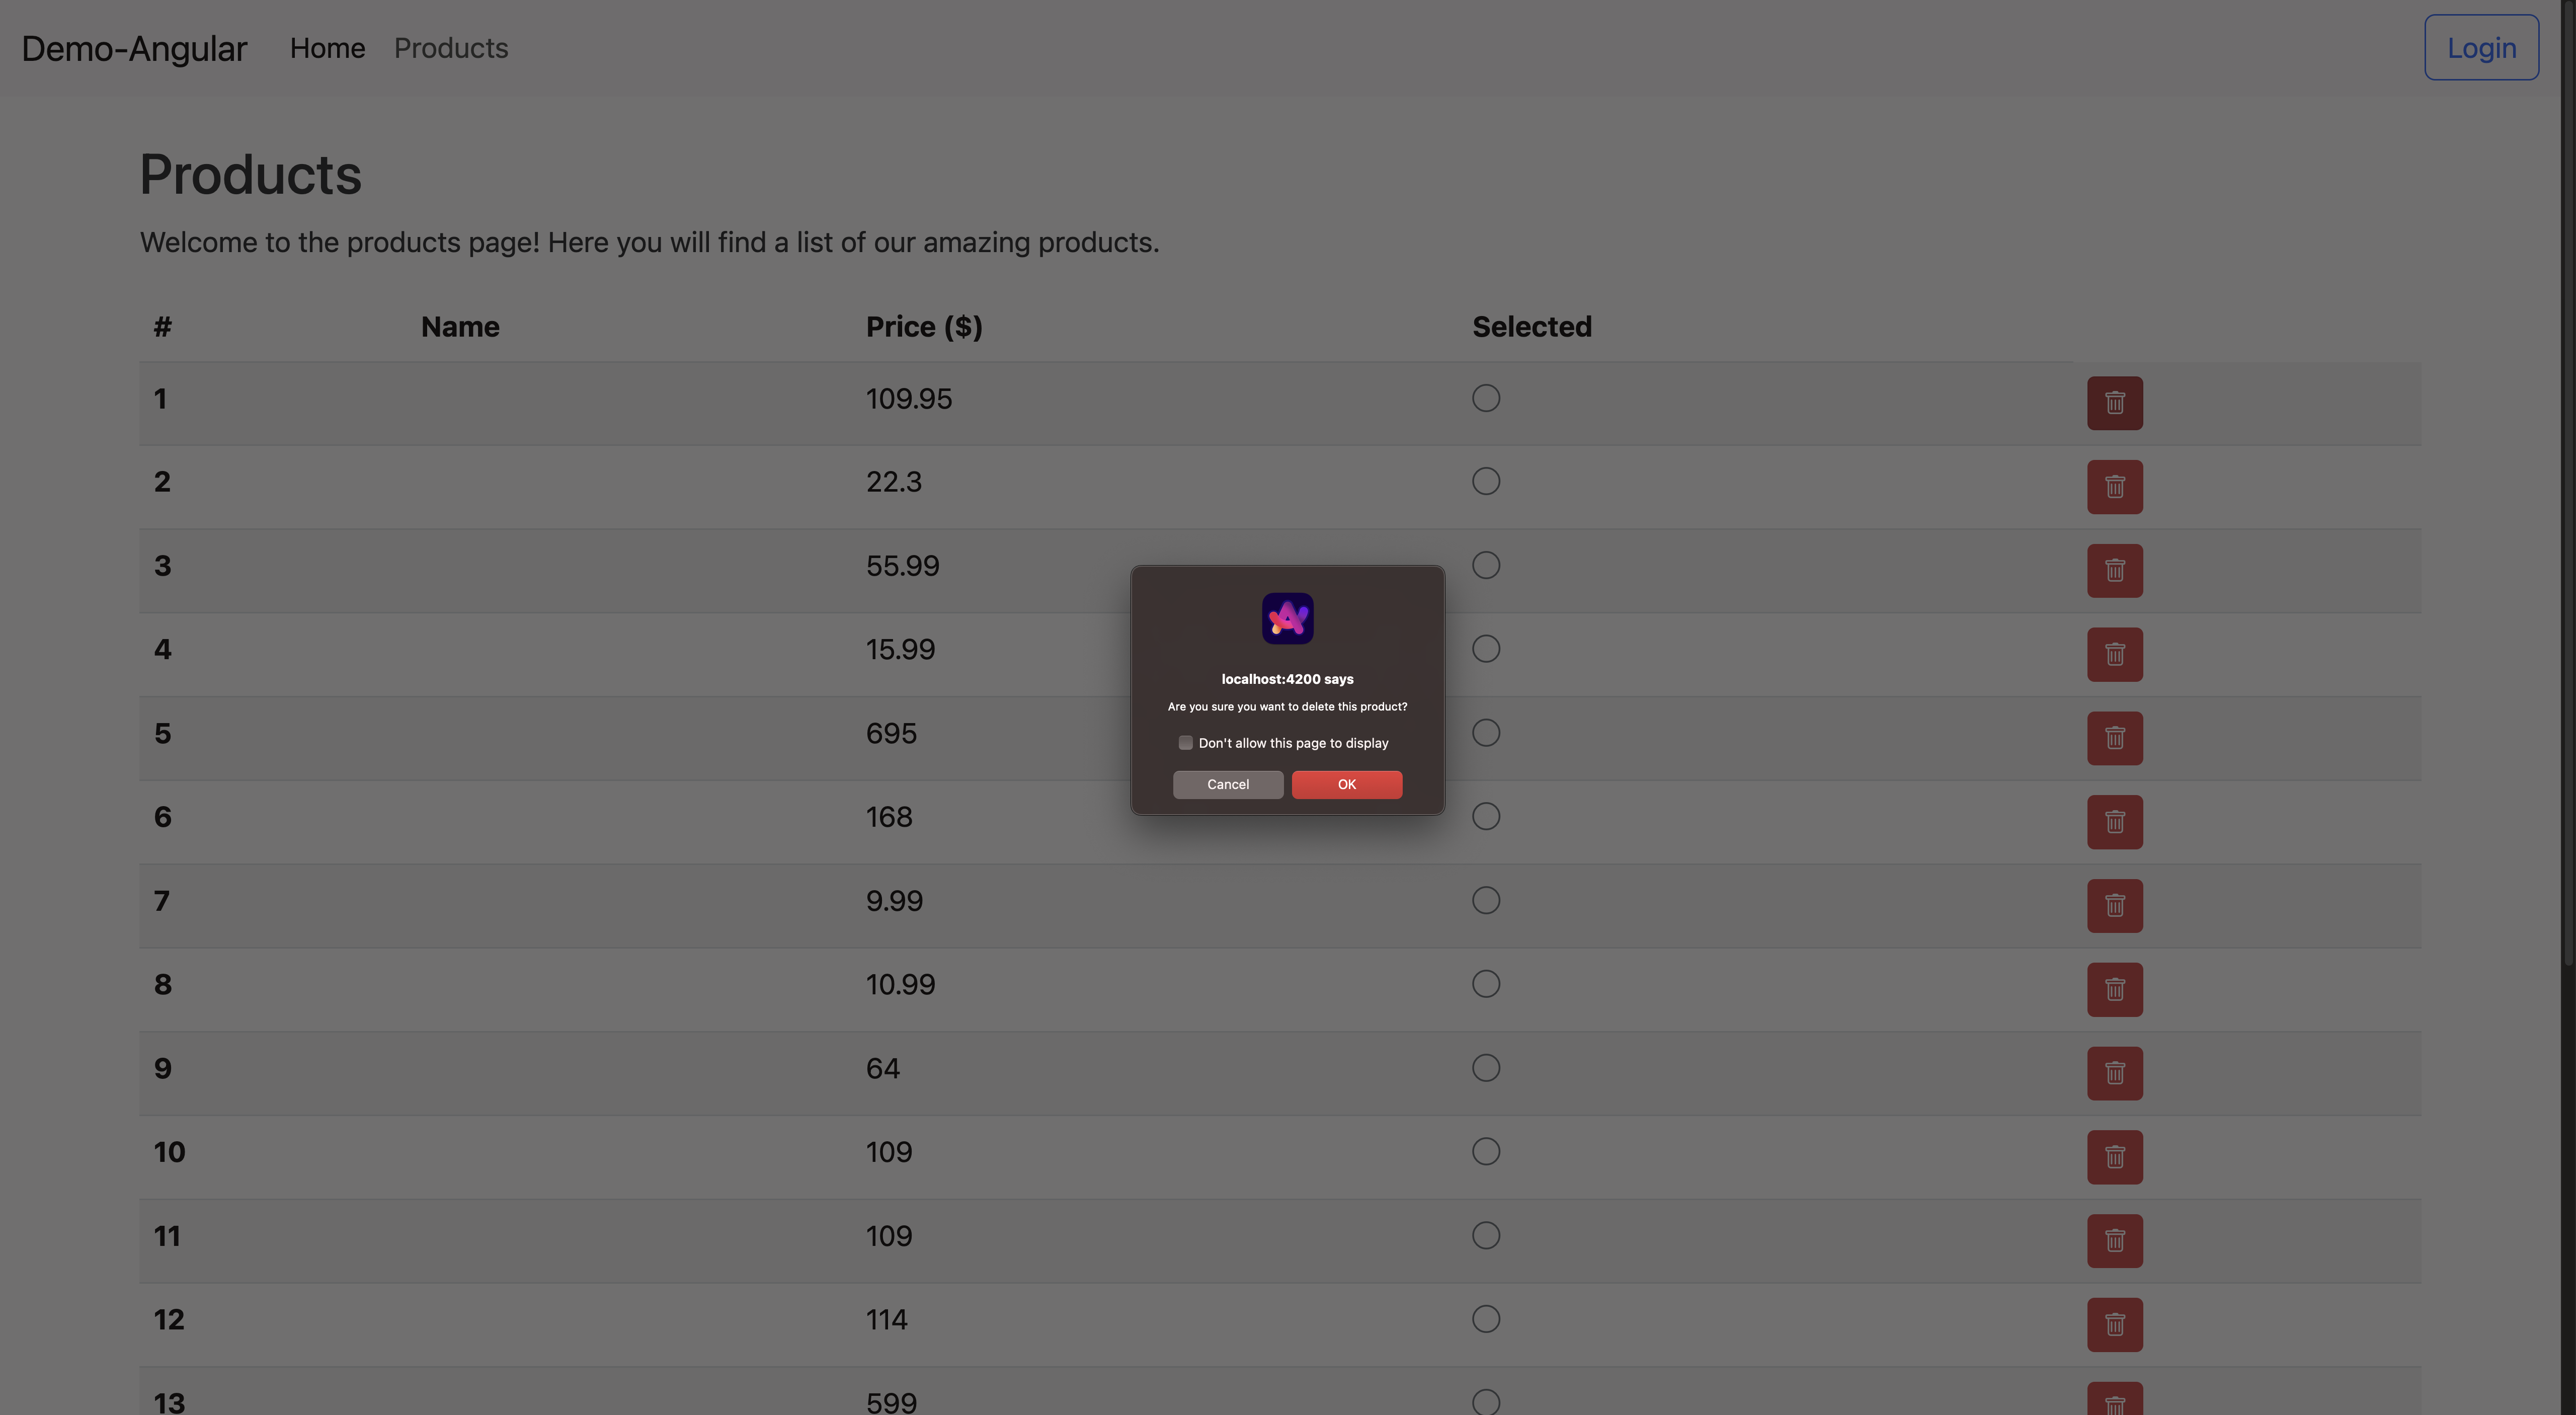 Demo-Angular Home Products Login
Products
Welcome to the products page! Here you will find a list of our amazing products.
# Name Price ($) Selected
1 109.95
2 22.3
3 55.99
4 15.99
5 695
6 168
7 9.99
8 10.99
9 64
10 109
11 109
12 114
13 599
localhost:4200 says
Are you sure you want to delete this product?
Don't allow this page to display
Cancel OK